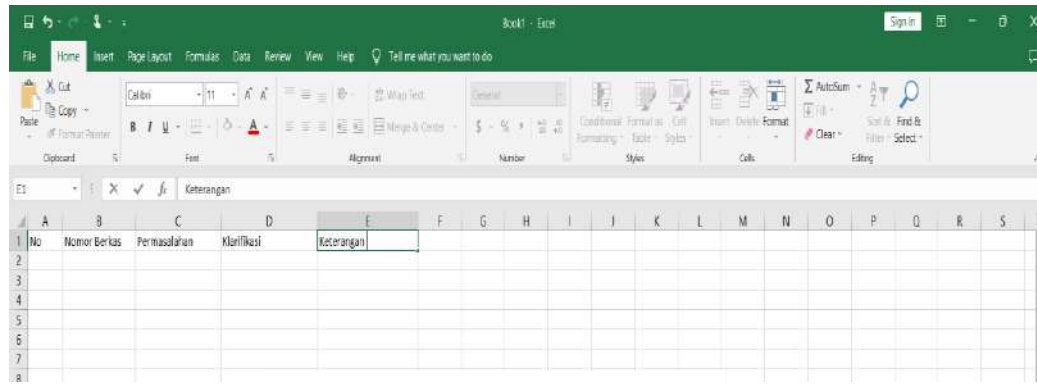 Book1 - Excel
Sign in
File Home Insert Page Layout Formulas Data Review View Help Tell me what you want to do
Cut
Copy
Format Painter
Paste
Calibri 11 A A
B I U A
Wrap Text
Merge & Center
General
$ % ,
Conditional Formatting
Format as Table
Cell Styles
Insert Delete Format
AutoSum
Fill
Clear
Sort & Filter
Find & Select
Clipboard Font Alignment Number Styles Cells Editing
E1 fx Keterangan
A B C D E F G H I J K L M N O P Q R S
1 No Nomor Berkas Permasalahan Klarifikasi Keterangan
2
3
4
5
6
7
8